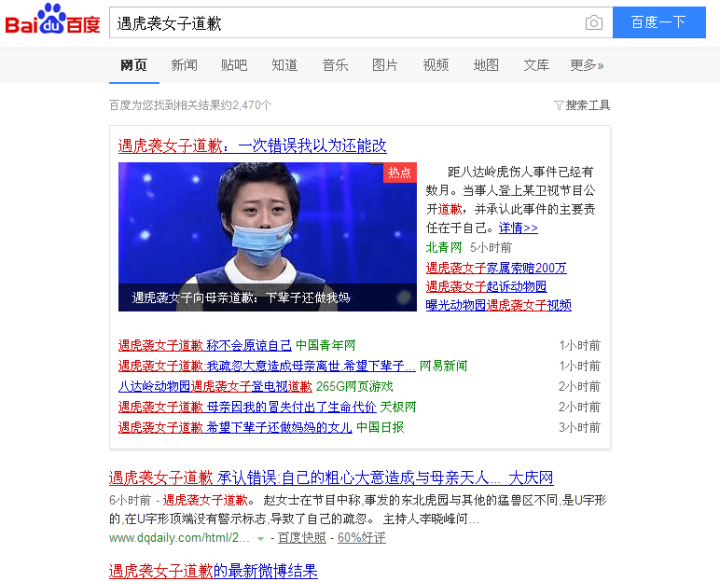 Bai du 百度
遇虎袭女子道歉
百度一下
网页 新闻 贴吧 知道 音乐 图片 视频 地图 文库 更多»
百度为您找到相关结果约2,470个
搜索工具
遇虎袭女子道歉：一次错误我以为还能改
热点
遇虎袭女子向母亲道歉：下辈子还做我妈
距八达岭虎伤人事件已经有
数月。当事人登上某卫视节目公
开道歉，并承认此事件的主要责
任在于自己。详情>>
北青网 5小时前
遇虎袭女子家属索赔200万
遇虎袭女子起诉动物园
曝光动物园遇虎袭女子视频
遇虎袭女子道歉 称不会原谅自己 中国青年网 1小时前
遇虎袭女子道歉:我疏忽大意造成母亲离世.希望下辈子... 网易新闻 1小时前
八达岭动物园遇虎袭女子登电视道歉 265G网页游戏 2小时前
遇虎袭女子道歉 母亲因我的冒失付出了生命代价 天极网 2小时前
遇虎袭女子道歉 希望下辈子还做妈妈的女儿 中国日报 3小时前
遇虎袭女子道歉 承认错误:自己的粗心大意造成与母亲天人... 大庆网
6小时前 - 遇虎袭女子道歉。 赵女士在节目中称,事发的东北虎园与其他的猛兽区不同,是U字形
的,在U字形顶端没有警示标志,导致了自己的疏忽。 主持人李晓峰问...
www.dqdaily.com/html/2... - 百度快照 - 60%好评
遇虎袭女子道歉的最新微博结果